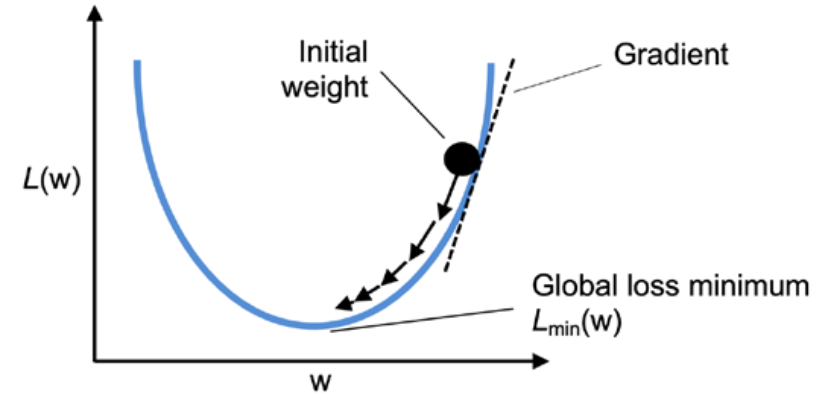 Initial
weight
Gradient
L(w)
Global loss minimum
Lmin(w)
w